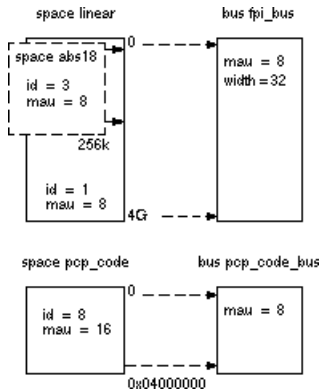 space linear
bus fpi_bus
0
space abs18
id = 3
mau = 8
mau = 8
width = 32
256k
id = 1
mau = 8
4G
space pcp_code
bus pcp_code_bus
0
id = 8
mau = 16
mau = 8
0x04000000